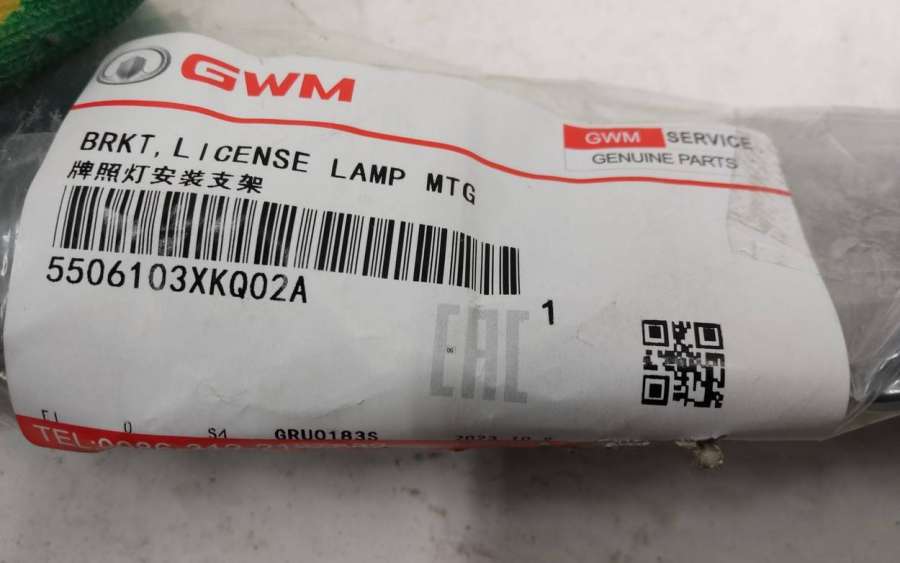 GWM
GWM SERVICE
GENUINE PARTS
BRKT,LICENSE LAMP MTG
牌照灯安装支架
5506103XKQ02A
1
EAC
GRU0183S